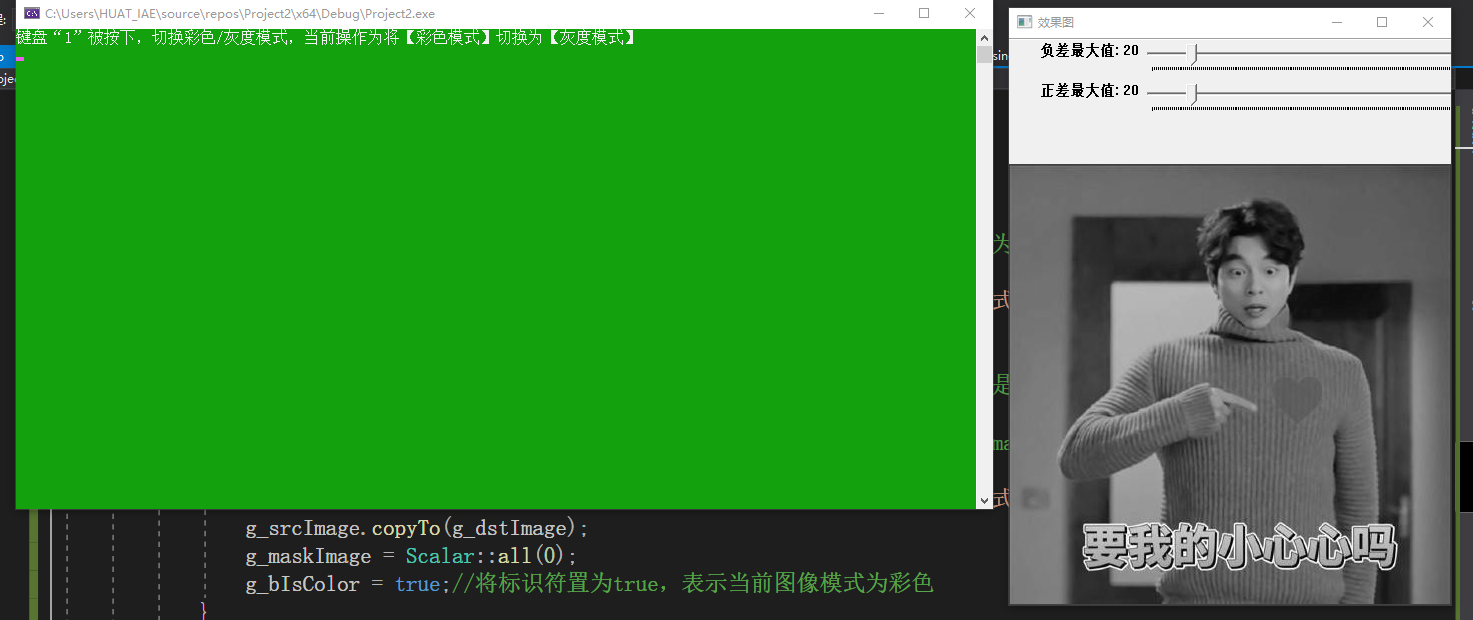 C:\Users\HUAT_IAE\source\repos\Project2\x64\Debug\Project2.exe
键盘“1”被按下，切换彩色/灰度模式，当前操作为将【彩色模式】切换为【灰度模式】
效果图
负差最大值: 20
正差最大值: 20
要我的小心心吗
sin
为
式
是
ma
式
g_srcImage.copyTo(g_dstImage);
g_maskImage = Scalar::all(0);
g_bIsColor = true;//将标识符置为true，表示当前图像模式为彩色
}